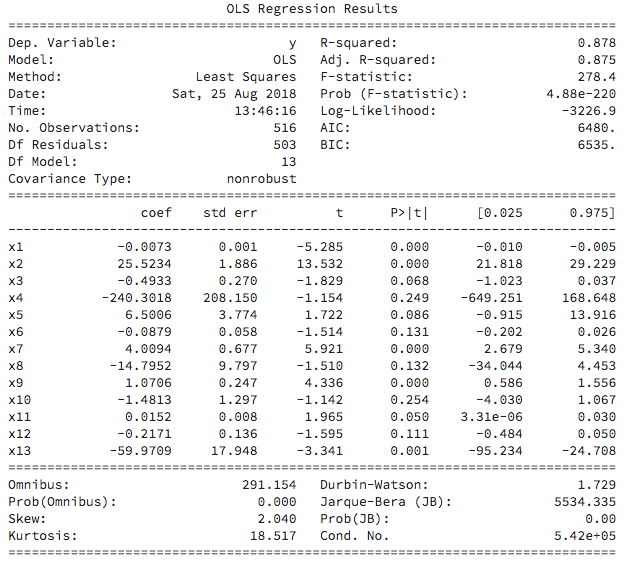 OLS Regression Results
==============================================================================
Dep. Variable: y R-squared: 0.878
Model: OLS Adj. R-squared: 0.875
Method: Least Squares F-statistic: 278.4
Date: Sat, 25 Aug 2018 Prob (F-statistic): 4.88e-220
Time: 13:46:16 Log-Likelihood: -3226.9
No. Observations: 516 AIC: 6480.
Df Residuals: 503 BIC: 6535.
Df Model: 13
Covariance Type: nonrobust
==============================================================================
coef std err t P>|t| [0.025 0.975]
------------------------------------------------------------------------------
x1 -0.0073 0.001 -5.285 0.000 -0.010 -0.005
x2 25.5234 1.886 13.532 0.000 21.818 29.229
x3 -0.4933 0.270 -1.829 0.068 -1.023 0.037
x4 -240.3018 208.150 -1.154 0.249 -649.251 168.648
x5 6.5006 3.774 1.722 0.086 -0.915 13.916
x6 -0.0879 0.058 -1.514 0.131 -0.202 0.026
x7 4.0094 0.677 5.921 0.000 2.679 5.340
x8 -14.7952 9.797 -1.510 0.132 -34.044 4.453
x9 1.0706 0.247 4.336 0.000 0.586 1.556
x10 -1.4813 1.297 -1.142 0.254 -4.030 1.067
x11 0.0152 0.008 1.965 0.050 3.31e-06 0.030
x12 -0.2171 0.136 -1.595 0.111 -0.484 0.050
x13 -59.9709 17.948 -3.341 0.001 -95.234 -24.708
==============================================================================
Omnibus: 291.154 Durbin-Watson: 1.729
Prob(Omnibus): 0.000 Jarque-Bera (JB): 5534.335
Skew: 2.040 Prob(JB): 0.00
Kurtosis: 18.517 Cond. No. 5.42e+05
==============================================================================